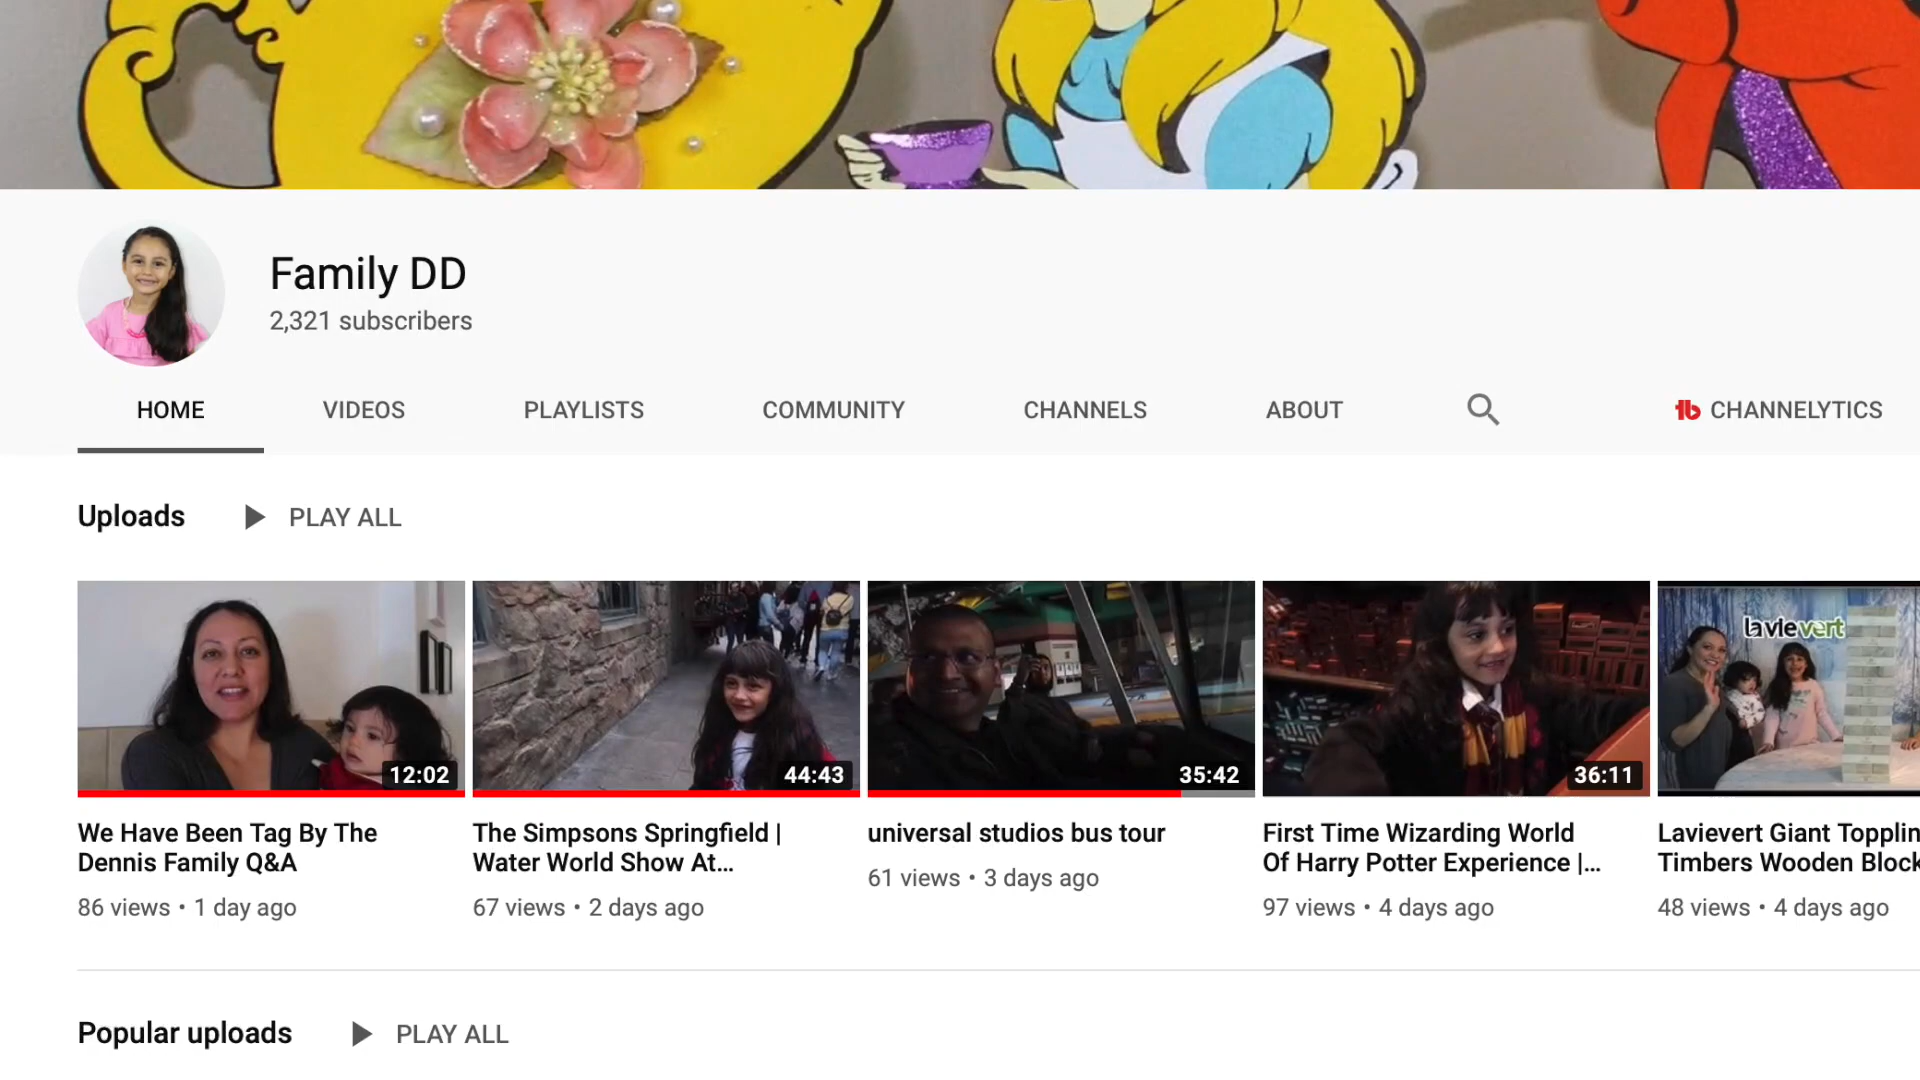 Family DD
2,321 subscribers
HOME
VIDEOS
PLAYLISTS
COMMUNITY
CHANNELS
ABOUT
CHANNELYTICS
Uploads
PLAY ALL
12:02
44:43
35:42
36:11
lavievert
We Have Been Tag By The
Dennis Family Q&A
86 views • 1 day ago
The Simpsons Springfield |
Water World Show At...
67 views • 2 days ago
universal studios bus tour
61 views • 3 days ago
First Time Wizarding World
Of Harry Potter Experience |...
97 views • 4 days ago
Lavievert Giant Topplin
Timbers Wooden Block
48 views • 4 days ago
Popular uploads
PLAY ALL